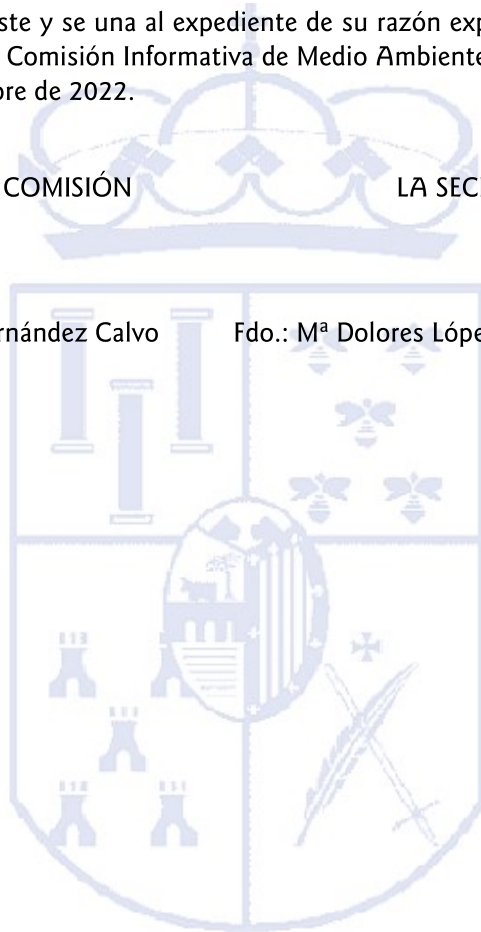 ste y se una al expediente de su razón exp
Comisión Informativa de Medio Ambiente
bre de 2022.
COMISIÓN LA SEC
rnández Calvo Fdo.: Mª Dolores Lópe